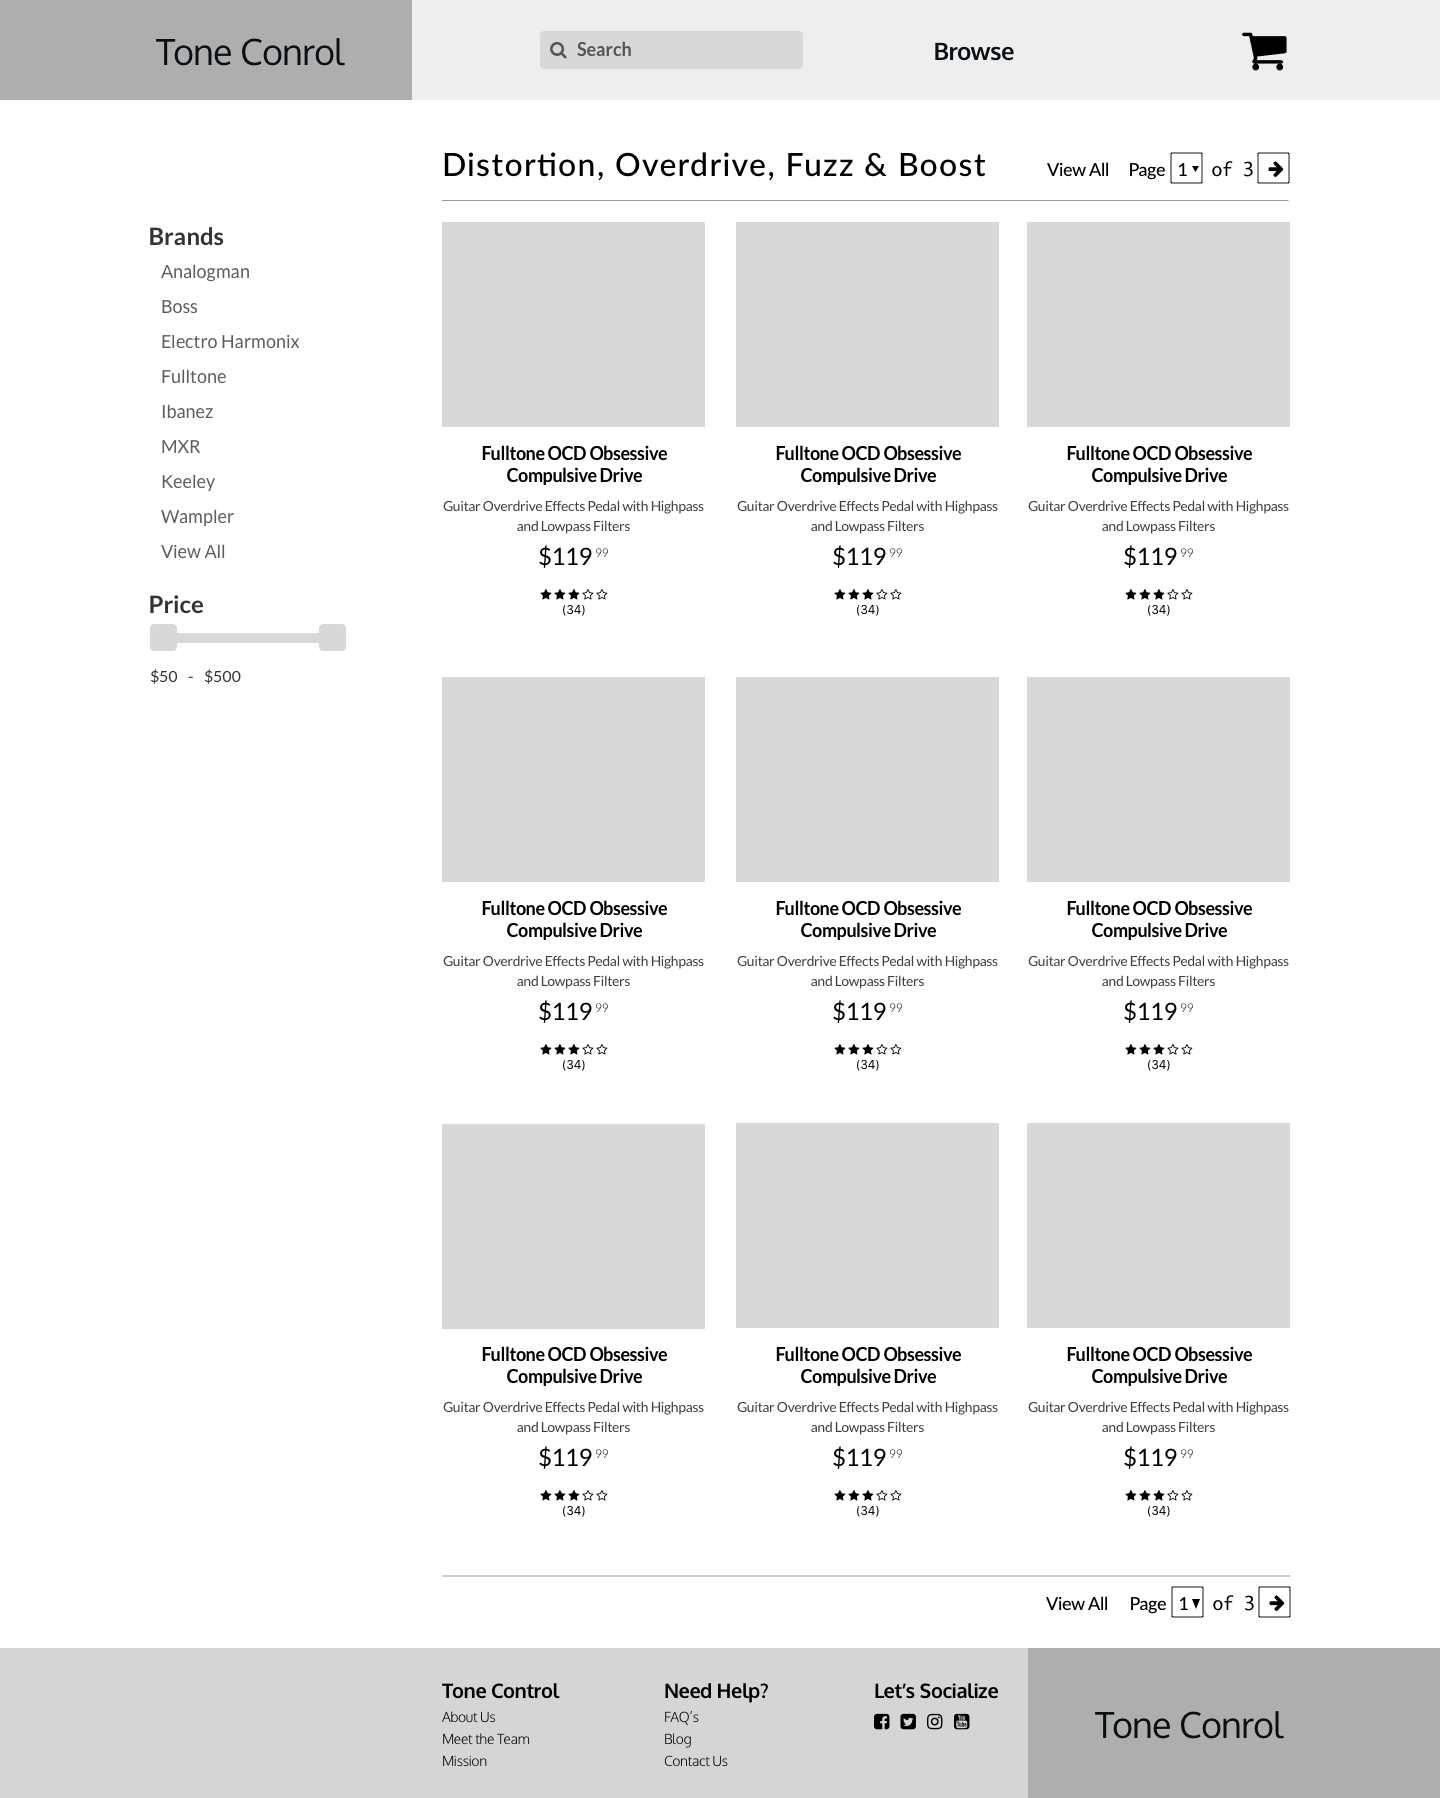 Tone Conrol
Search
Browse
Distortion, Overdrive, Fuzz & Boost
View All Page 1 of 3
Brands
Analogman
Boss
Electro Harmonix
Fulltone
Ibanez
MXR
Keeley
Wampler
View All
Price
$50 - $500
Fulltone OCD Obsessive
Compulsive Drive
Guitar Overdrive Effects Pedal with Highpass
and Lowpass Filters
$119 99
(34)
Fulltone OCD Obsessive
Compulsive Drive
Guitar Overdrive Effects Pedal with Highpass
and Lowpass Filters
$119 99
(34)
Fulltone OCD Obsessive
Compulsive Drive
Guitar Overdrive Effects Pedal with Highpass
and Lowpass Filters
$119 99
(34)
Fulltone OCD Obsessive
Compulsive Drive
Guitar Overdrive Effects Pedal with Highpass
and Lowpass Filters
$119 99
(34)
Fulltone OCD Obsessive
Compulsive Drive
Guitar Overdrive Effects Pedal with Highpass
and Lowpass Filters
$119 99
(34)
Fulltone OCD Obsessive
Compulsive Drive
Guitar Overdrive Effects Pedal with Highpass
and Lowpass Filters
$119 99
(34)
Fulltone OCD Obsessive
Compulsive Drive
Guitar Overdrive Effects Pedal with Highpass
and Lowpass Filters
$119 99
(34)
Fulltone OCD Obsessive
Compulsive Drive
Guitar Overdrive Effects Pedal with Highpass
and Lowpass Filters
$119 99
(34)
Fulltone OCD Obsessive
Compulsive Drive
Guitar Overdrive Effects Pedal with Highpass
and Lowpass Filters
$119 99
(34)
View All Page 1 of 3
Tone Control
About Us
Meet the Team
Mission
Need Help?
FAQ's
Blog
Contact Us
Let's Socialize
You
Tube
Tone Conrol